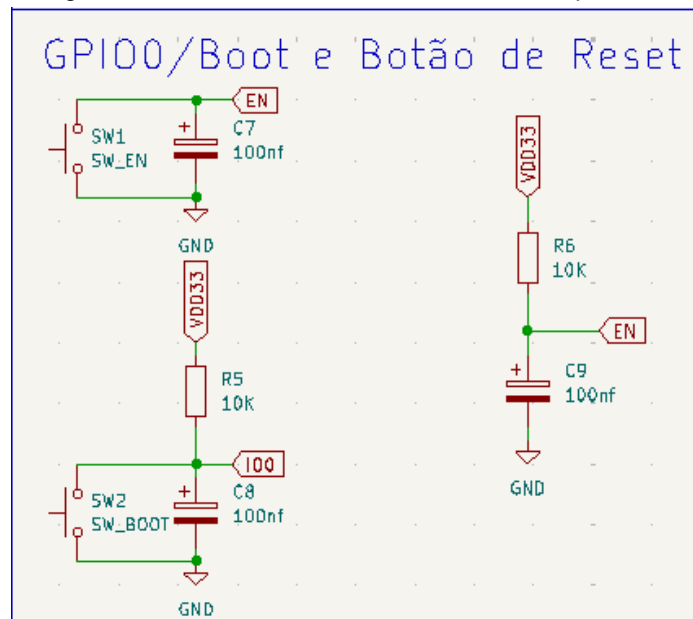 GPIO0/Boot e Botão de Reset
EN
SW1
SW_EN
C7
100nf
GND
VDD33
R6
10K
EN
C9
100nf
GND
VDD33
R5
10K
IO0
SW2
SW_BOOT
C8
100nf
GND